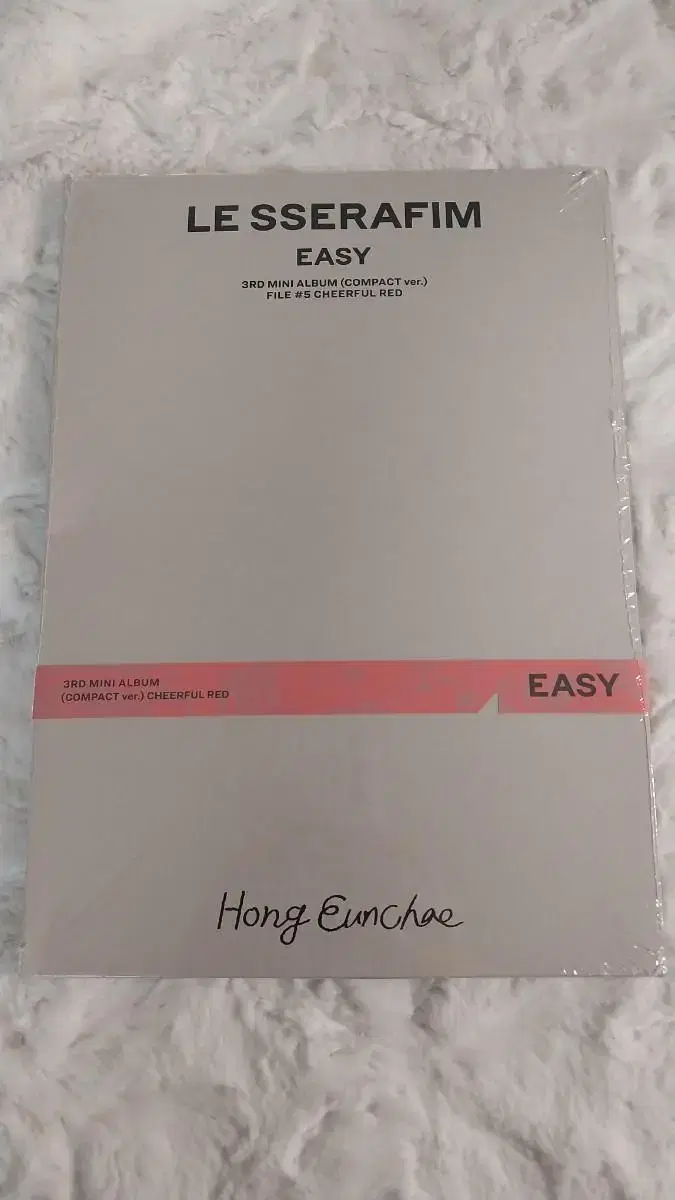 LE SSERAFIM
EASY
3RD MINI ALBUM (COMPACT ver.)
FILE #5 CHEERFUL RED
3RD MINI ALBUM
(COMPACT ver.) CHEERFUL RED
EASY
Hong Eunchae